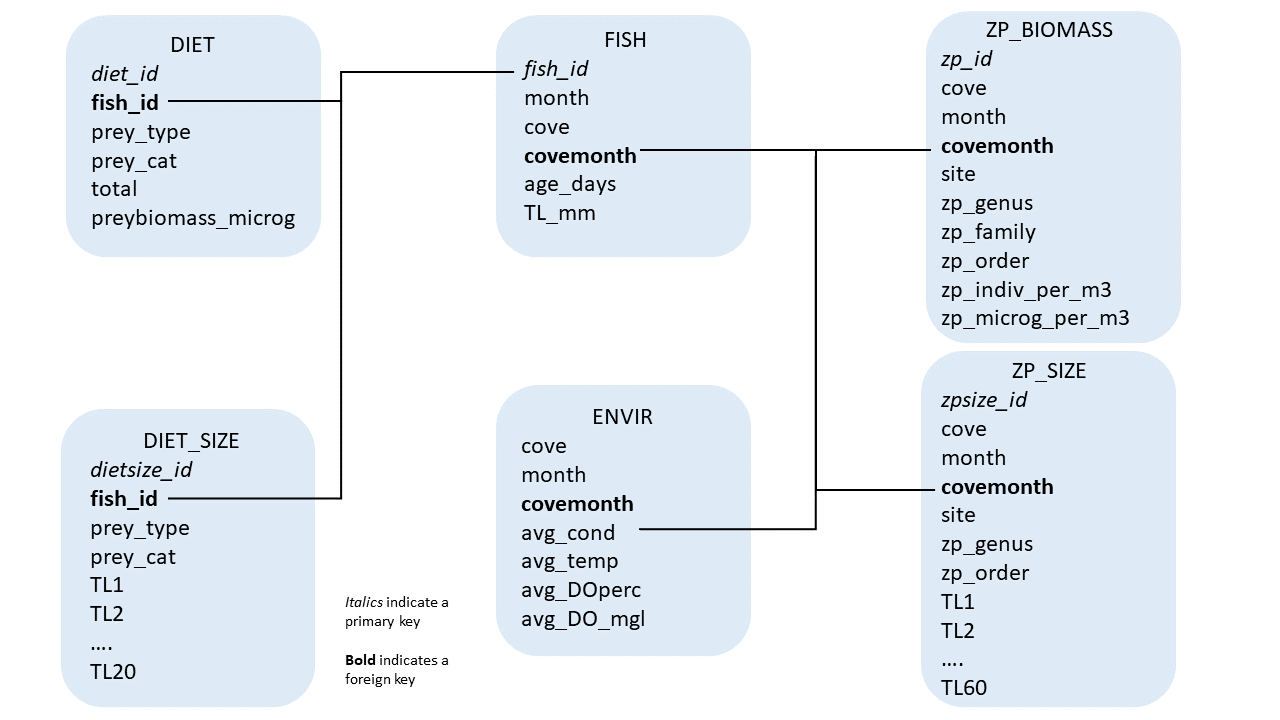 DIET
diet_id
fish_id
prey_type
prey_cat
total
preybiomass_microg
FISH
fish_id
month
cove
covemonth
age_days
TL_mm
ZP_BIOMASS
zp_id
cove
month
covemonth
site
zp_genus
zp_family
zp_order
zp_indiv_per_m3
zp_microg_per_m3
DIET_SIZE
dietsize_id
fish_id
prey_type
prey_cat
TL1
TL2
....
TL20
Italics indicate a
primary key
Bold indicates a
foreign key
ENVIR
cove
month
covemonth
avg_cond
avg_temp
avg_DOperc
avg_DO_mgl
ZP_SIZE
zpsize_id
cove
month
covemonth
site
zp_genus
zp_order
TL1
TL2
....
TL60